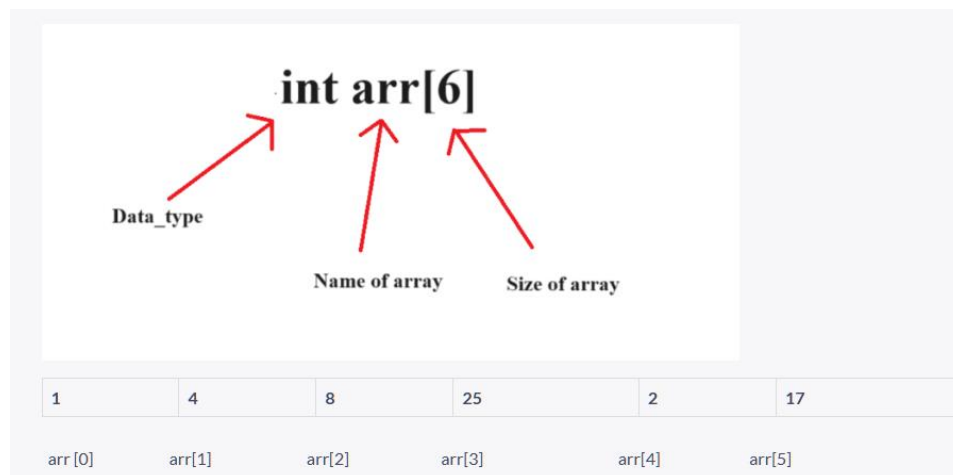 int arr[6]
Data_type
Name of array
Size of array
1 4 8 25 2 17
arr [0] arr[1] arr[2] arr[3] arr[4] arr[5]